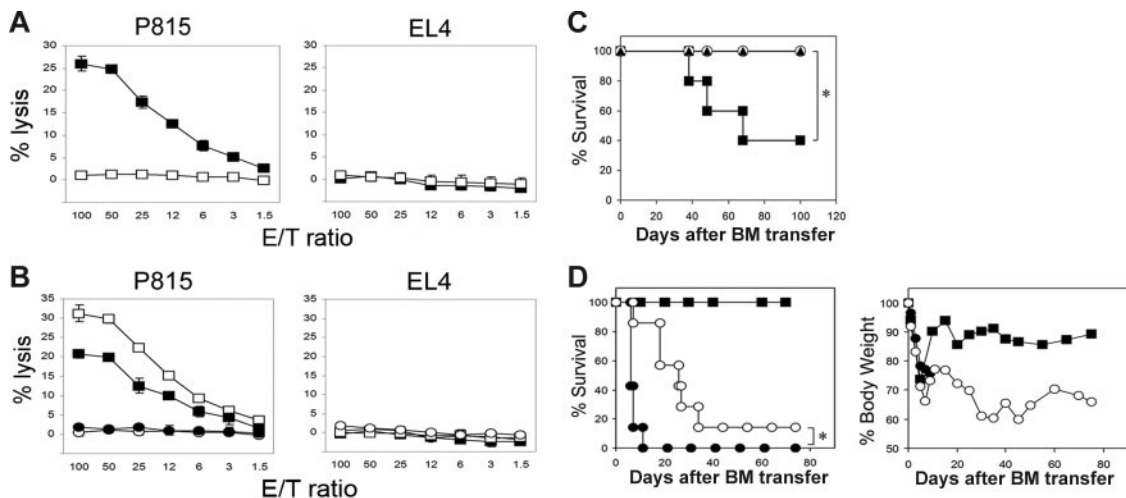 A
P815
EL4
% lysis
30
25
20
15
10
5
0
100 50 25 12 6 3 1.5
30
25
20
15
10
5
0
100 50 25 12 6 3 1.5
E/T ratio
B
P815
EL4
% lysis
35
30
25
20
15
10
5
0
100 50 25 12 6 3 1.5
35
30
25
20
15
10
5
0
100 50 25 12 6 3 1.5
E/T ratio
C
% Survival
100
80
60
40
20
0
*
0 20 40 60 80 100 120
Days after BM transfer
D
% Survival
100
80
60
40
20
0
*
0 20 40 60 80
Days after BM transfer
% Body Weight
100
90
80
70
60
50
0 20 40 60 80
Days after BM transfer